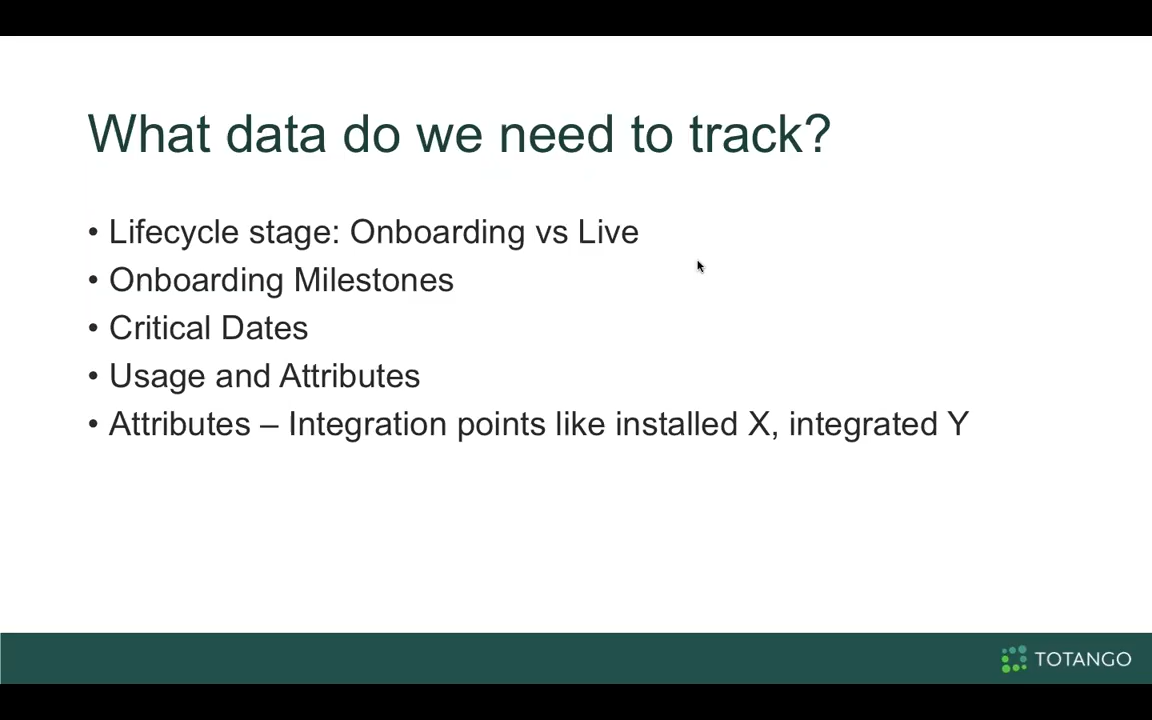 What data do we need to track?
• Lifecycle stage: Onboarding vs Live
• Onboarding Milestones
• Critical Dates
• Usage and Attributes
• Attributes – Integration points like installed X, integrated Y
TOTANGO